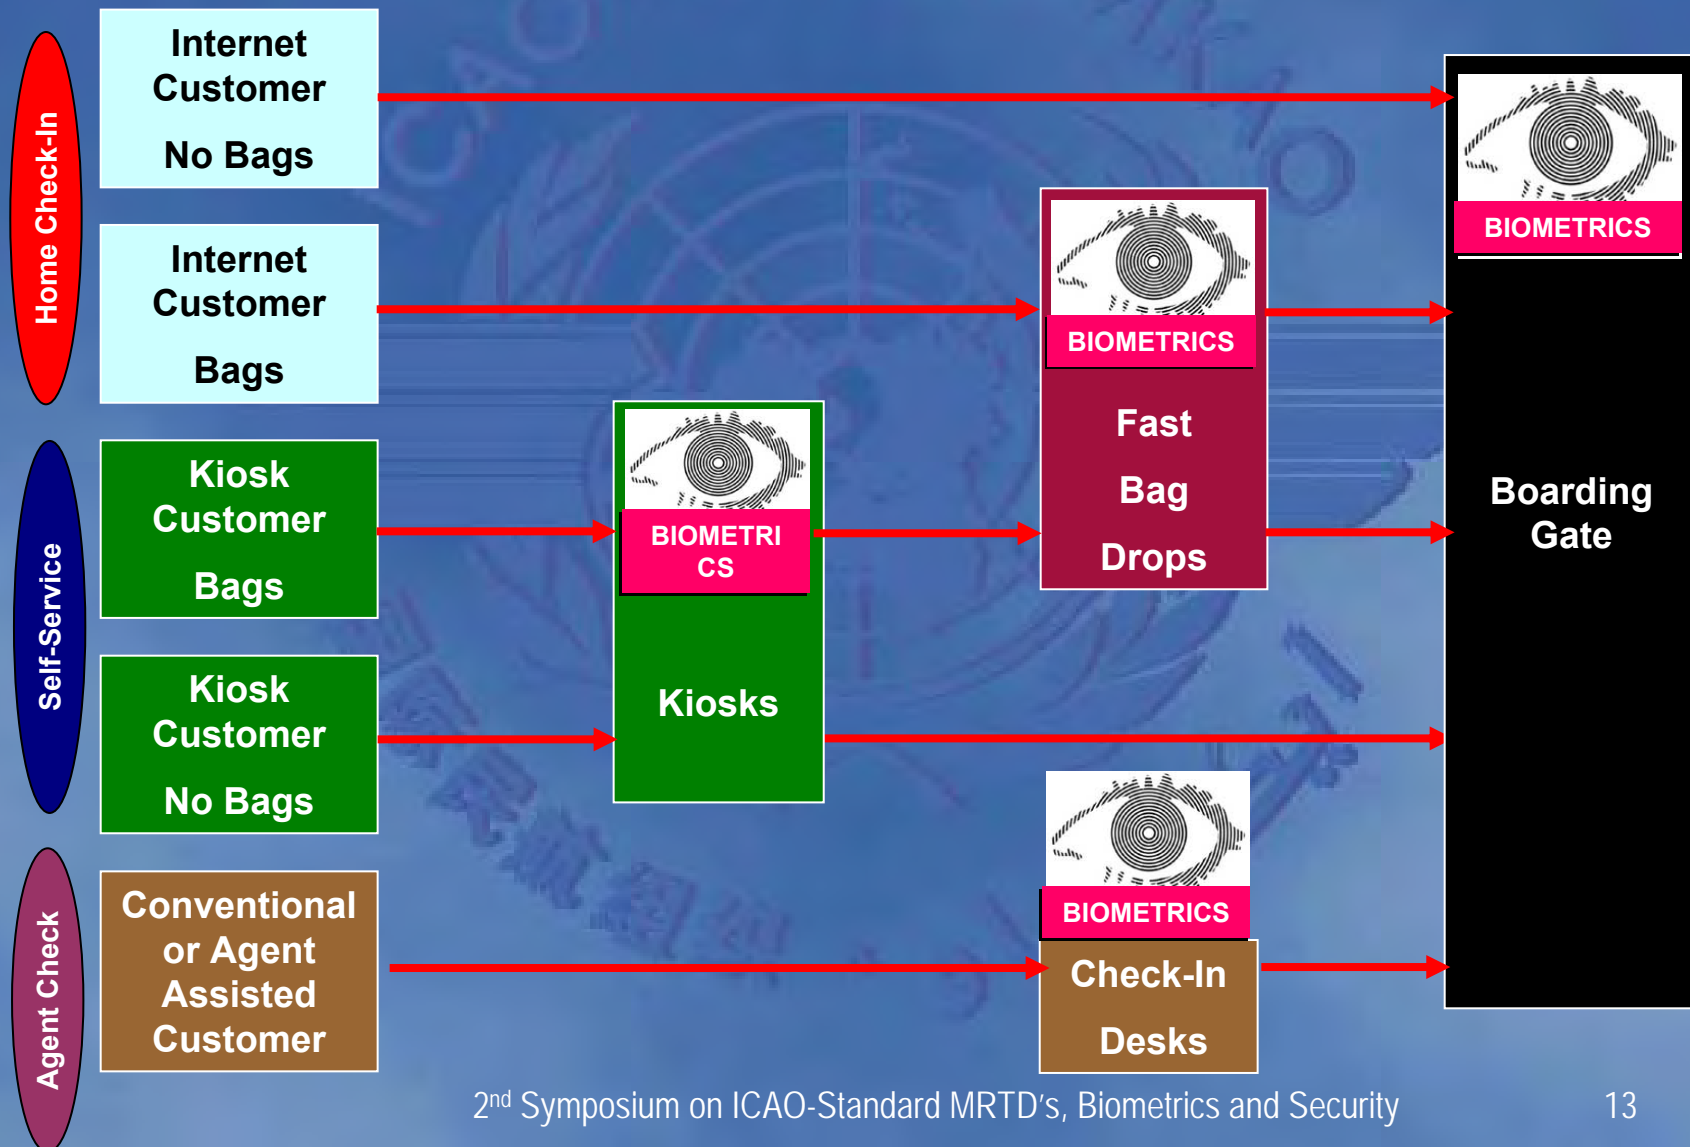 Home Check-In
Internet
Customer
No Bags
Internet
Customer
Bags
Self-Service
Kiosk
Customer
Bags
Kiosk
Customer
No Bags
Agent Check
Conventional
or Agent
Assisted
Customer
BIOMETRI
CS
Kiosks
BIOMETRICS
Fast
Bag
Drops
BIOMETRICS
Check-In
Desks
BIOMETRICS
Boarding
Gate
ICAO
2nd Symposium on ICAO-Standard MRTD's, Biometrics and Security
13